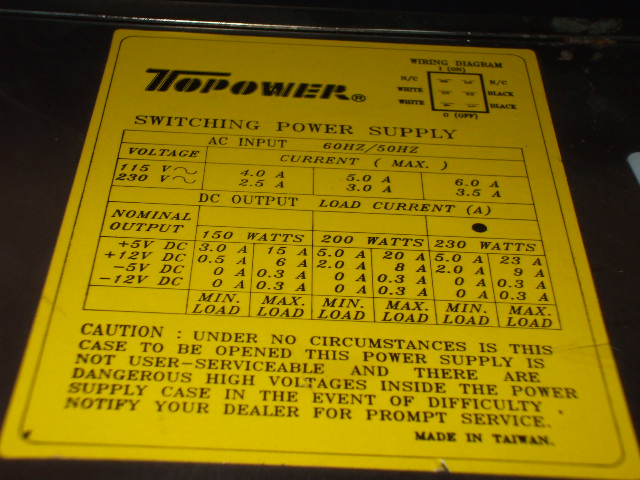 TOPOWER®
WIRING DIAGRAM
1 (ON)
N/C N/C
WHITE BLACK
WHITE BLACK
0 (OFF)
SWITCHING POWER SUPPLY
AC INPUT 60HZ/50HZ
VOLTAGE CURRENT ( MAX. )
115 V~ 4.0 A 5.0 A 6.0 A
230 V~ 2.5 A 3.0 A 3.5 A
DC OUTPUT LOAD CURRENT (A)
NOMINAL
OUTPUT 150 WATTS 200 WATTS 230 WATTS
+5V DC 3.0 A 15 A 5.0 A 20 A 5.0 A 23 A
+12V DC 0.5 A 6 A 2.0 A 8 A 2.0 A 9 A
-5V DC 0 A 0.3 A 0 A 0.3 A 0 A 0.3 A
-12V DC 0 A 0.3 A 0 A 0.3 A 0 A 0.3 A
MIN. MAX. MIN. MAX. MIN. MAX.
LOAD LOAD LOAD LOAD LOAD LOAD
CAUTION : UNDER NO CIRCUMSTANCES IS THIS
CASE TO BE OPENED THIS POWER SUPPLY IS
NOT USER-SERVICEABLE AND THERE ARE
DANGEROUS HIGH VOLTAGES INSIDE THE POWER
SUPPLY CASE IN THE EVENT OF DIFFICULTY
NOTIFY YOUR DEALER FOR PROMPT SERVICE.
MADE IN TAIWAN.